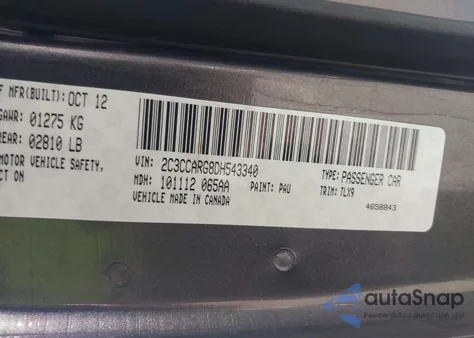 F MFR(BUILT): OCT 12
GAWR: 01275 KG
REAR: 02810 LB
MOTOR VEHICLE SAFETY,
CT ON
VIN: 2C3CCARG8DH543340
TYPE: PASSENGER CAR
MDH: 101112 065AA
PAINT: PAU
TRIM: TLX9
VEHICLE MADE IN CANADA
4658843
autoSnap